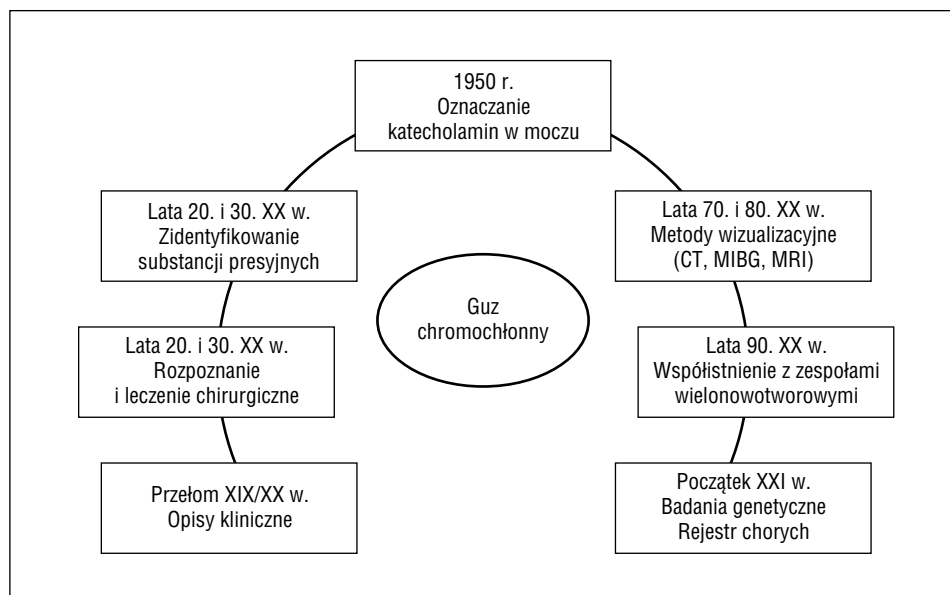 1950 r.
Oznaczanie
katecholamin w moczu
Lata 20. i 30. XX w.
Zidentyfikowanie
substancji presyjnych
Lata 70. i 80. XX w.
Metody wizualizacyjne
(CT, MIBG, MRI)
Guz
chromochłonny
Lata 20. i 30. XX w.
Rozpoznanie
i leczenie chirurgiczne
Lata 90. XX w.
Współistnienie z zespołami
wielonowotworowymi
Przełom XIX/XX w.
Opisy kliniczne
Początek XXI w.
Badania genetyczne
Rejestr chorych